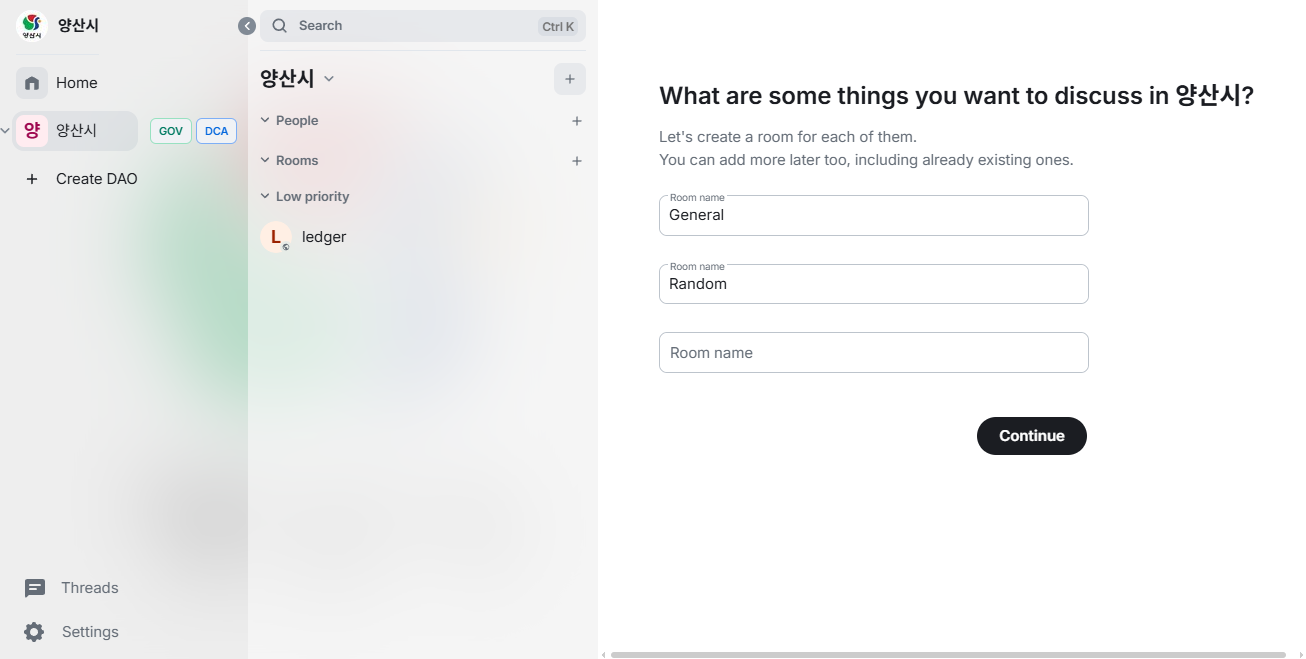 양산시
양산시
Home
양
양산시
GOV
DCA
Create DAO
Threads
Settings
Search
Ctrl K
양산시
People
Rooms
Low priority
L
ledger
What are some things you want to discuss in 양산시?
Let's create a room for each of them.
You can add more later too, including already existing ones.
Room name
General
Room name
Random
Room name
Continue